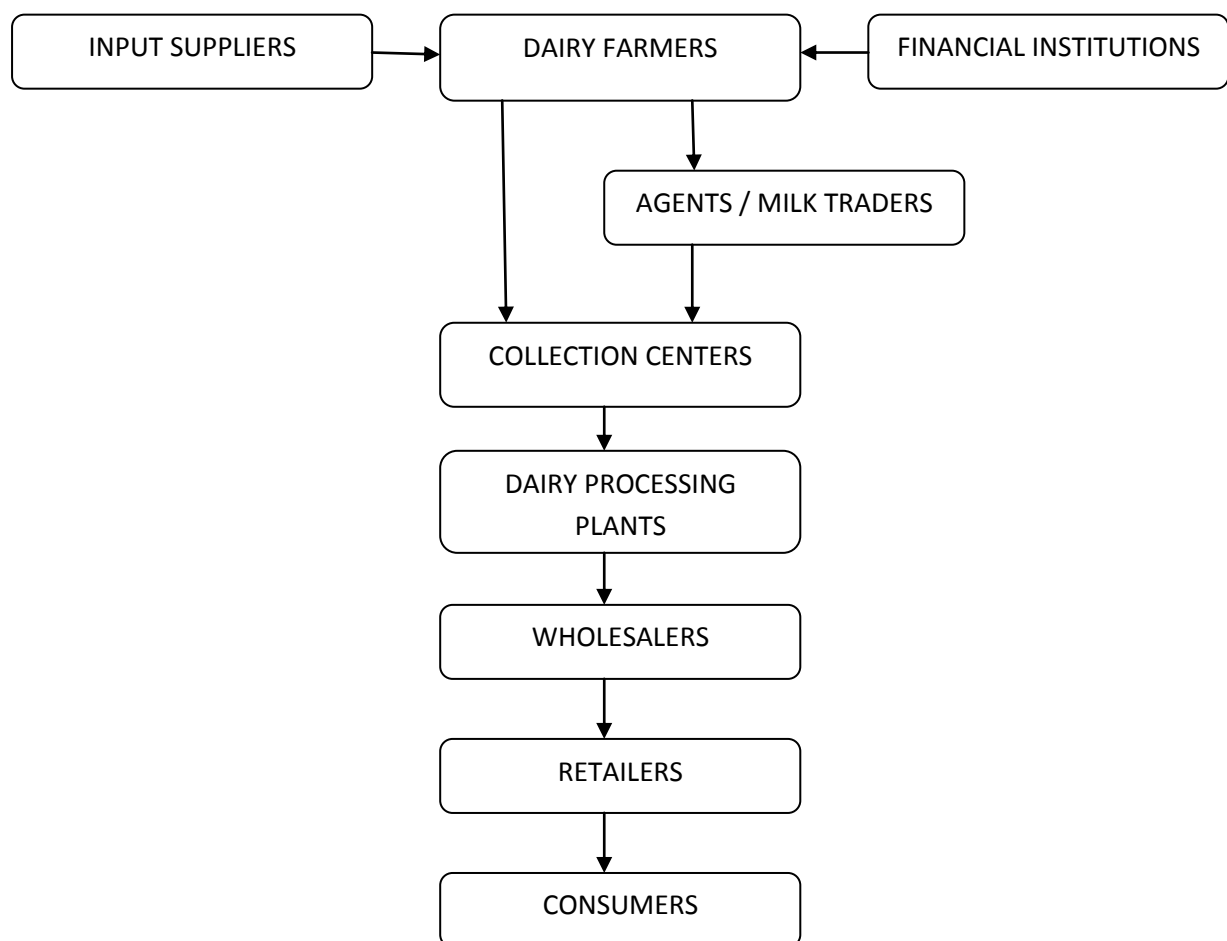 INPUT SUPPLIERS
DAIRY FARMERS
FINANCIAL INSTITUTIONS
AGENTS / MILK TRADERS
COLLECTION CENTERS
DAIRY PROCESSING
PLANTS
WHOLESALERS
RETAILERS
CONSUMERS